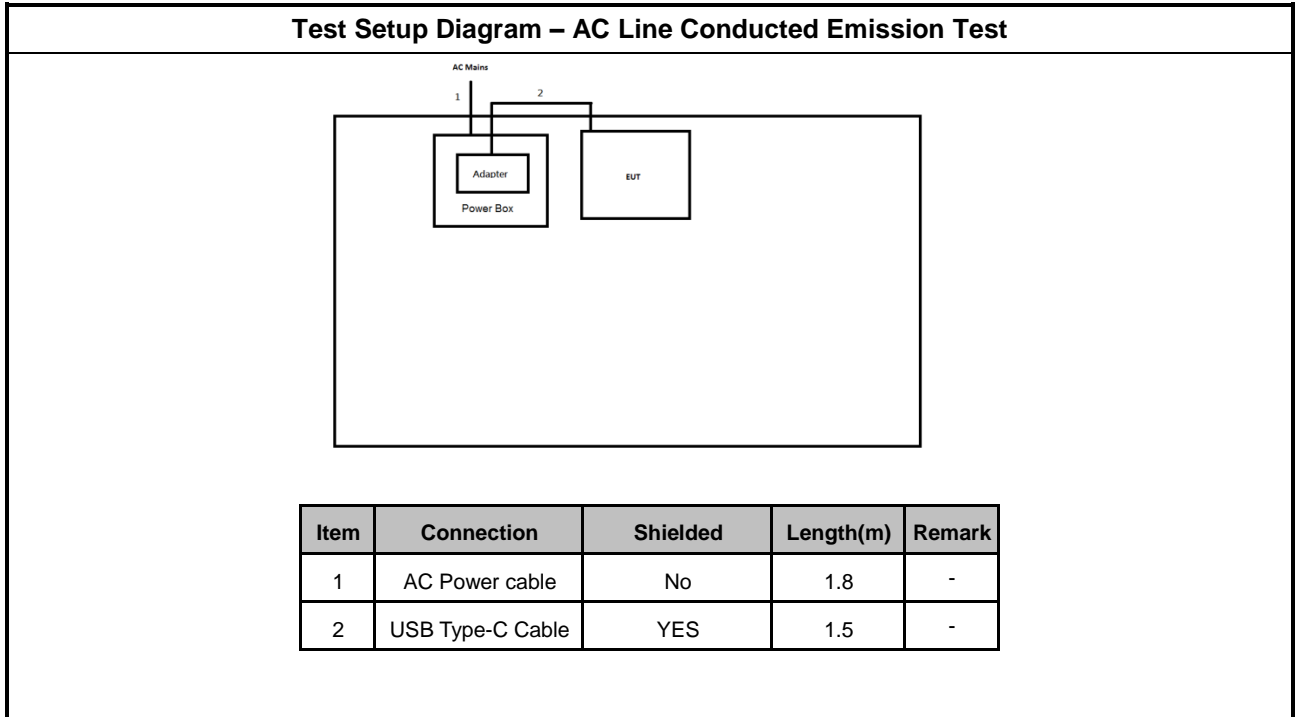 Test Setup Diagram – AC Line Conducted Emission Test
AC Mains
1
2
Adapter
Power Box
EUT
Item Connection Shielded Length(m) Remark
1 AC Power cable No 1.8 -
2 USB Type-C Cable YES 1.5 -